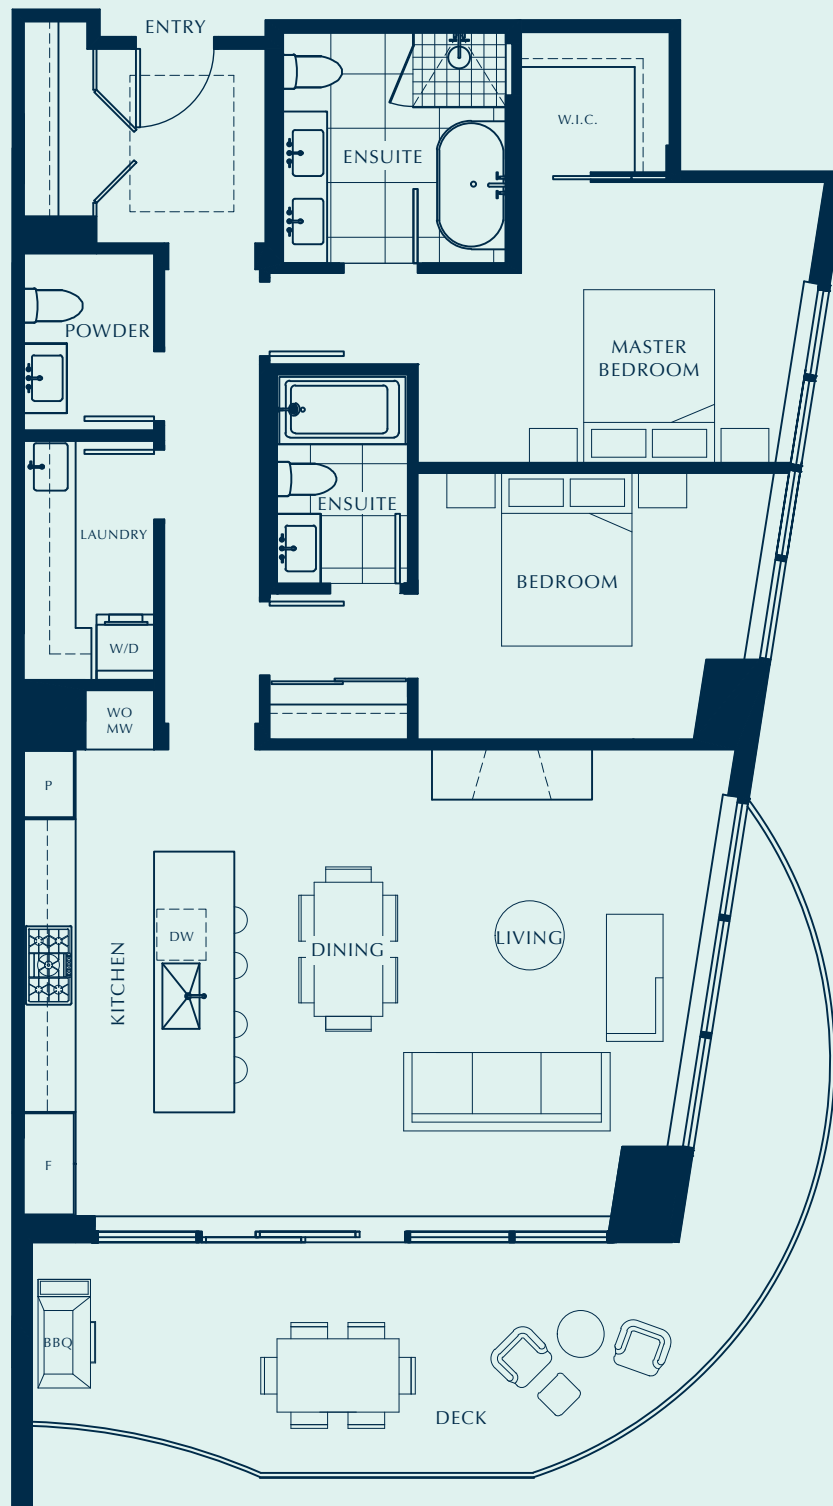 ENTRY
W.I.C.
ENSUITE
POWDER
MASTER
BEDROOM
ENSUITE
LAUNDRY
BEDROOM
W/D
WO
MW
P
DW
KITCHEN
DINING
LIVING
F
BBQ
DECK